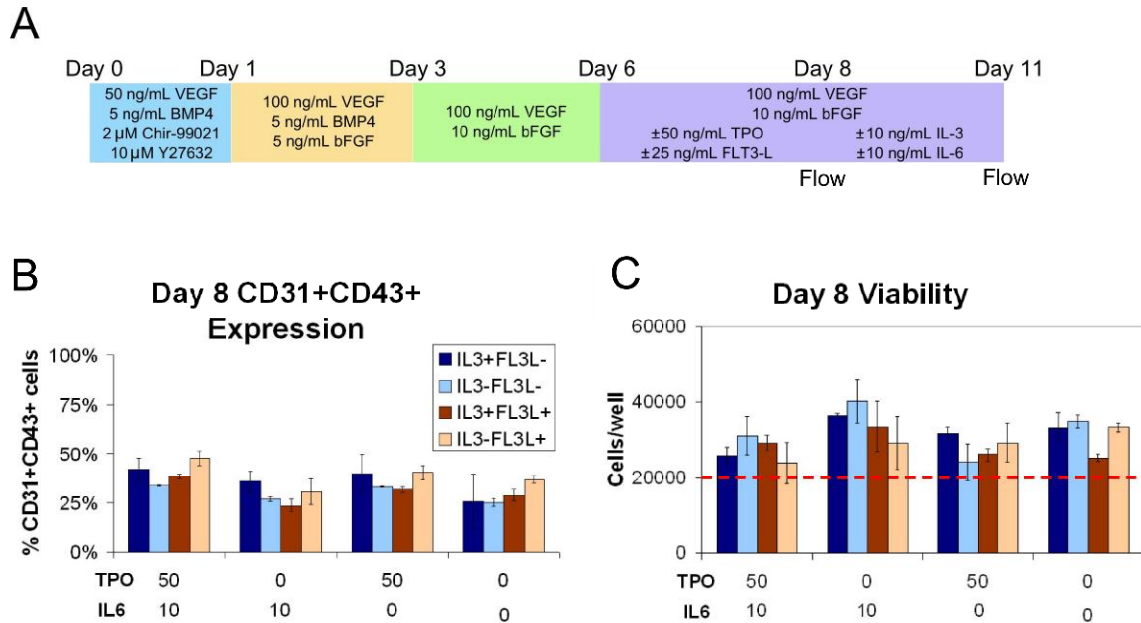 A
Day 0 Day 1 Day 3 Day 6 Day 8 Day 11
50 ng/mL VEGF
5 ng/mL BMP4
2 µM Chir-99021
10 µM Y27632
100 ng/mL VEGF
5 ng/mL BMP4
5 ng/mL bFGF
100 ng/mL VEGF
10 ng/mL bFGF
100 ng/mL VEGF
10 ng/mL bFGF
±50 ng/mL TPO ±10 ng/mL IL-3
±25 ng/mL FLT3-L ±10 ng/mL IL-6
Flow Flow
B
Day 8 CD31+CD43+
Expression
% CD31+CD43+ cells
100%
75%
50%
25%
0%
IL3+FL3L-
IL3-FL3L-
IL3+FL3L+
IL3-FL3L+
TPO 50 0 50 0
IL6 10 10 0 0
C
Day 8 Viability
Cells/well
60000
40000
20000
0
TPO 50 0 50 0
IL6 10 10 0 0